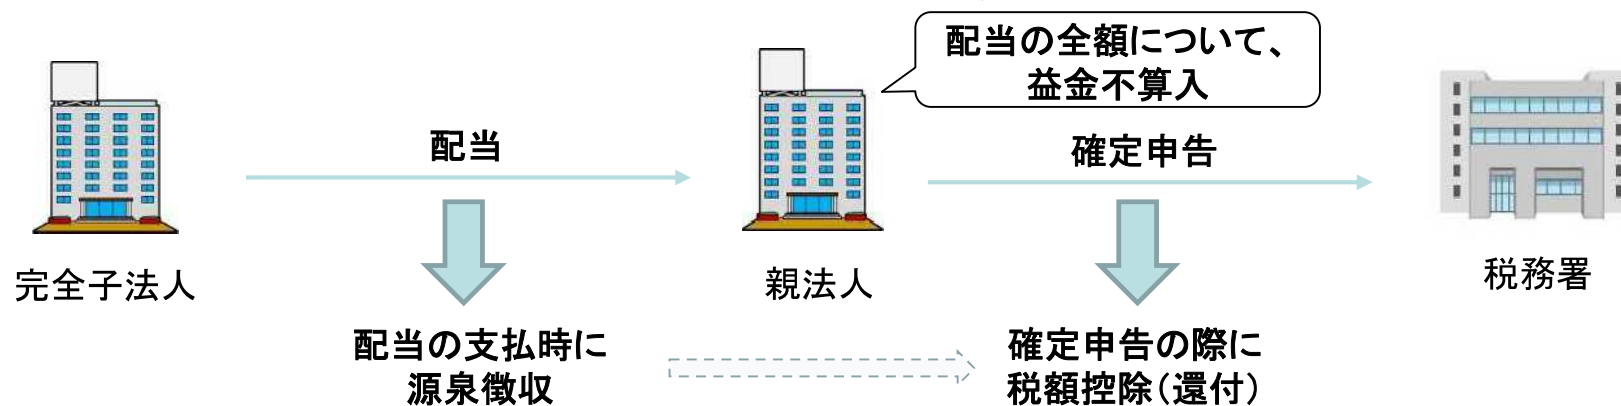 配当の全額について、
益金不算入
配当
確定申告
完全子法人
親法人
税務署
配当の支払時に
源泉徴収
確定申告の際に
税額控除(還付)